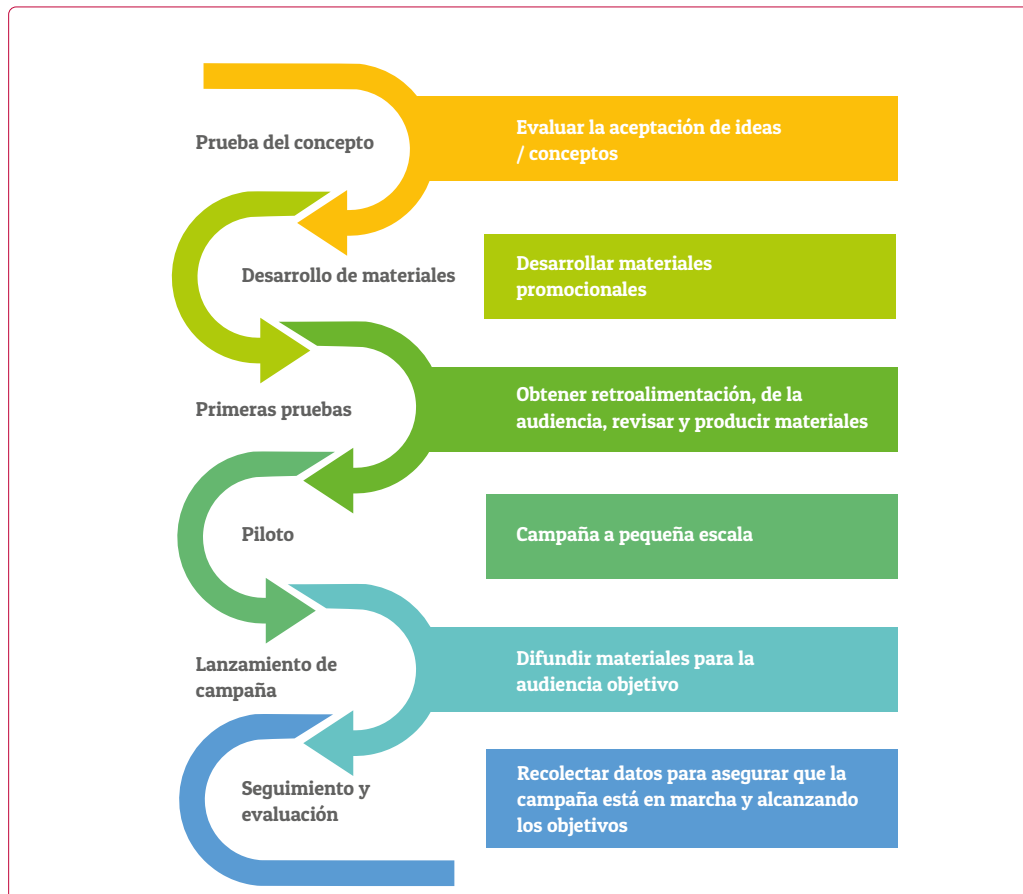 Prueba del concepto
Evaluar la aceptación de ideas
/ conceptos
Desarrollo de materiales
Desarrollar materiales
promocionales
Primeras pruebas
Obtener retroalimentación, de la
audiencia, revisar y producir materiales
Piloto
Campaña a pequeña escala
Lanzamiento de
campaña
Difundir materiales para la
audiencia objetivo
Seguimiento y
evaluación
Recolectar datos para asegurar que la
campaña está en marcha y alcanzando
los objetivos